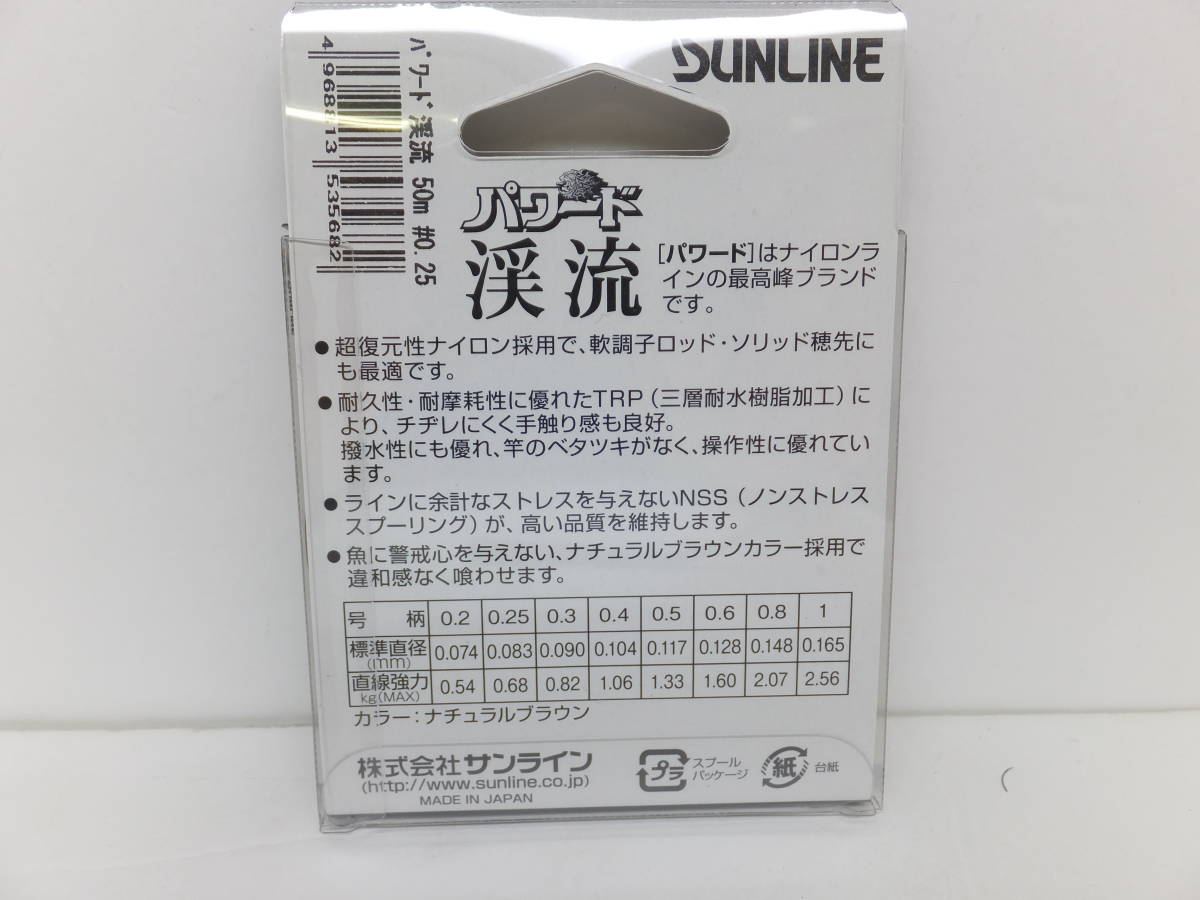 SUNLINE
パワード 渓流 50m #0.25
4 968813 535682
パワード
渓流
[パワード]はナイロンラ
インの最高峰ブランド
です。
● 超復元性ナイロン採用で、軟調子ロッド・ソリッド穂先に
も最適です。
● 耐久性・耐摩耗性に優れたTRP（三層耐水樹脂加工）に
より、チヂレにくく手触り感も良好。
撥水性にも優れ、竿のベタツキがなく、操作性に優れてい
ます。
● ラインに余計なストレスを与えないNSS（ノンストレス
スプーリング）が、高い品質を維持します。
● 魚に警戒心を与えない、ナチュラルブラウンカラー採用で
違和感なく喰わせます。
号 柄 0.2 0.25 0.3 0.4 0.5 0.6 0.8 1
標準直径(mm) 0.074 0.083 0.090 0.104 0.117 0.128 0.148 0.165
直線強力kg(MAX) 0.54 0.68 0.82 1.06 1.33 1.60 2.07 2.56
カラー：ナチュラルブラウン
株式会社サンライン
(http://www.sunline.co.jp)
MADE IN JAPAN
プラ
スプール
パッケージ
紙
台紙